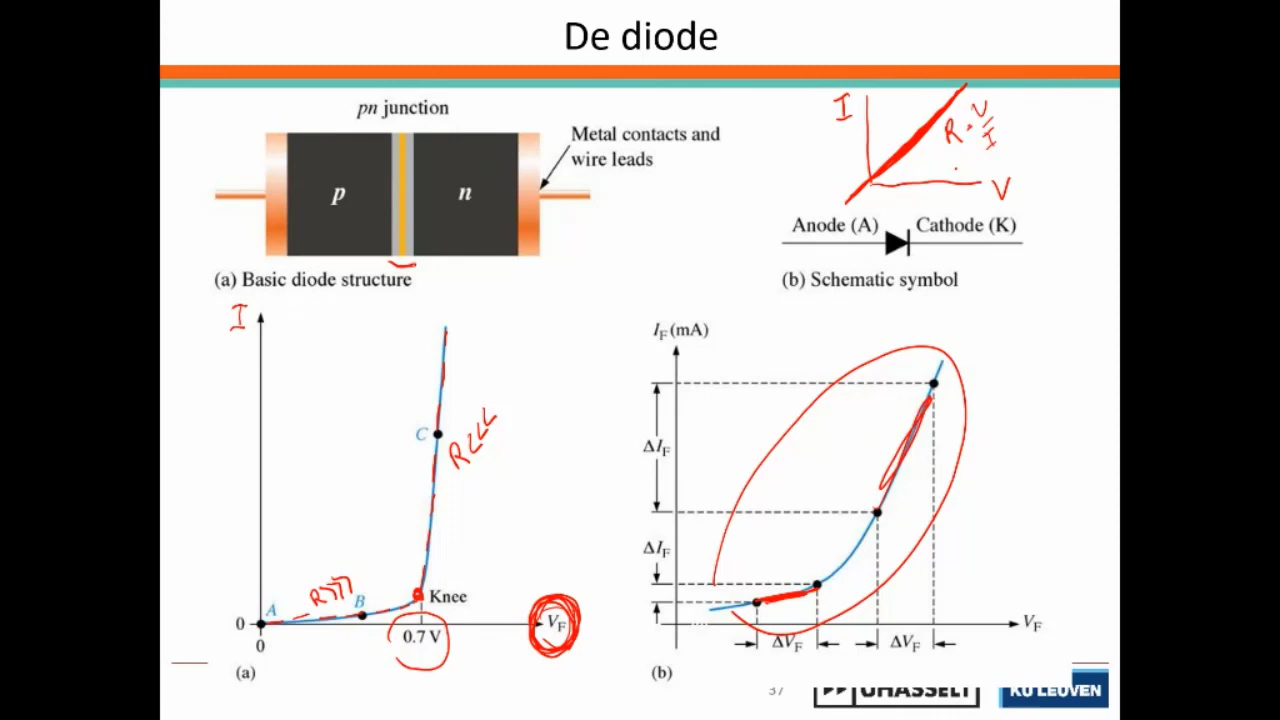 De diode
pn junction
Metal contacts and
wire leads
p
n
(a) Basic diode structure
I
R = V/I
V
Anode (A)
Cathode (K)
(b) Schematic symbol
I
C
R<<<
R>>>
A
B
Knee
0
0
0.7 V
V_F
(a)
I_F (mA)
ΔI_F
ΔI_F
ΔV_F
ΔV_F
V_F
(b)
37
UHASSELT
KU LEUVEN